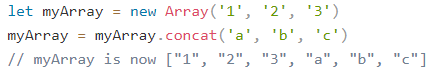 let myArray = new Array('1', '2', '3')
myArray = myArray.concat('a', 'b', 'c')
// myArray is now ["1", "2", "3", "a", "b", "c"]